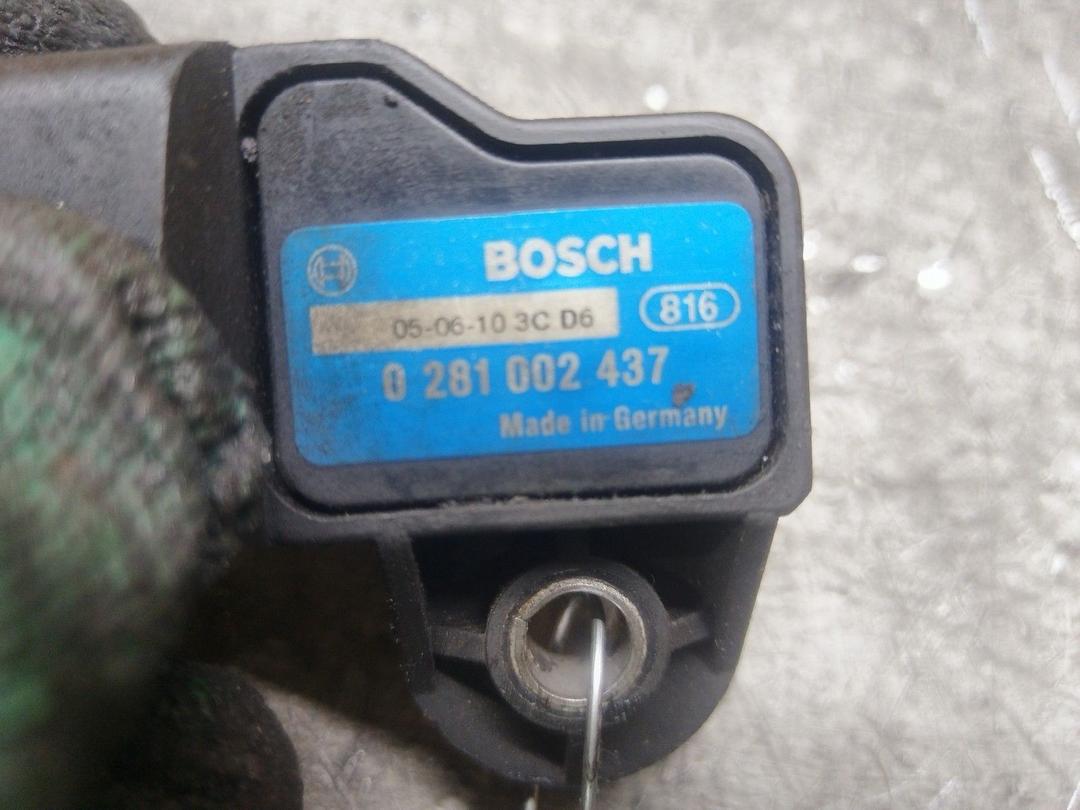 BOSCH
05-06-10 3C D6
816
0 281 002 437
Made in Germany